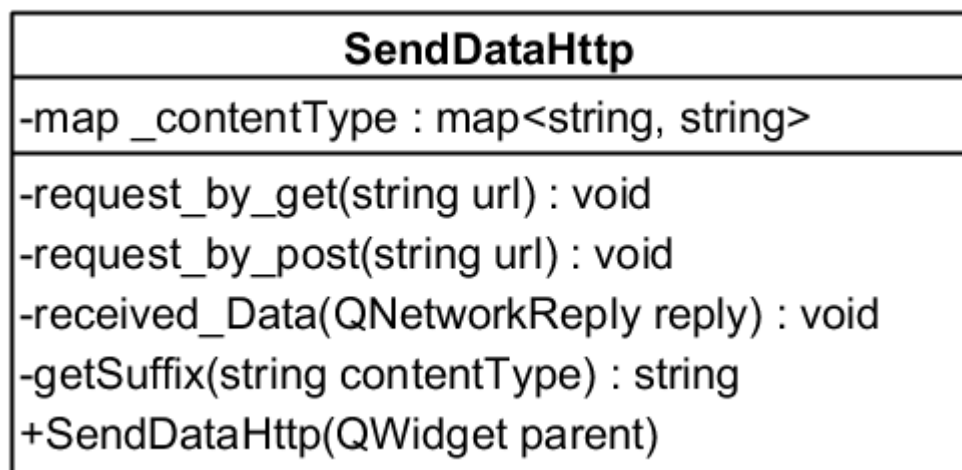 SendDataHttp
-map _contentType : map<string, string>
-request_by_get(string url) : void
-request_by_post(string url) : void
-received_Data(QNetworkReply reply) : void
-getSuffix(string contentType) : string
+SendDataHttp(QWidget parent)